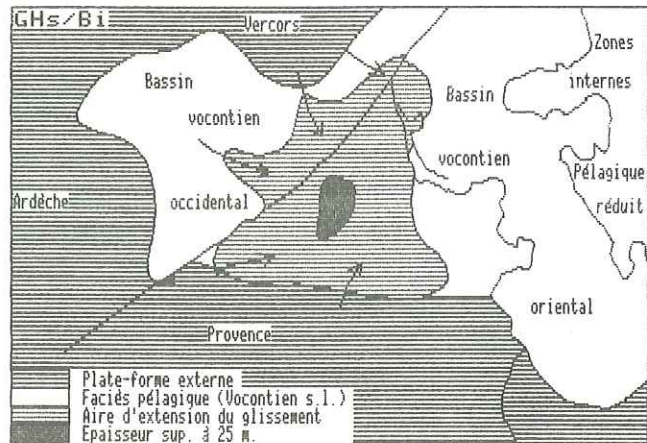 GHs/Bi
Vercors
Zones
internes
Bassin
vocontien
occidental
Bassin
vocontien
oriental
Pélagique
réduit
Ardèche
Provence
Plate-forme externe
Faciés pélagique (Vocontien s.l.)
Aire d'extension du glissement
Epaisseur sup. à 25 m.